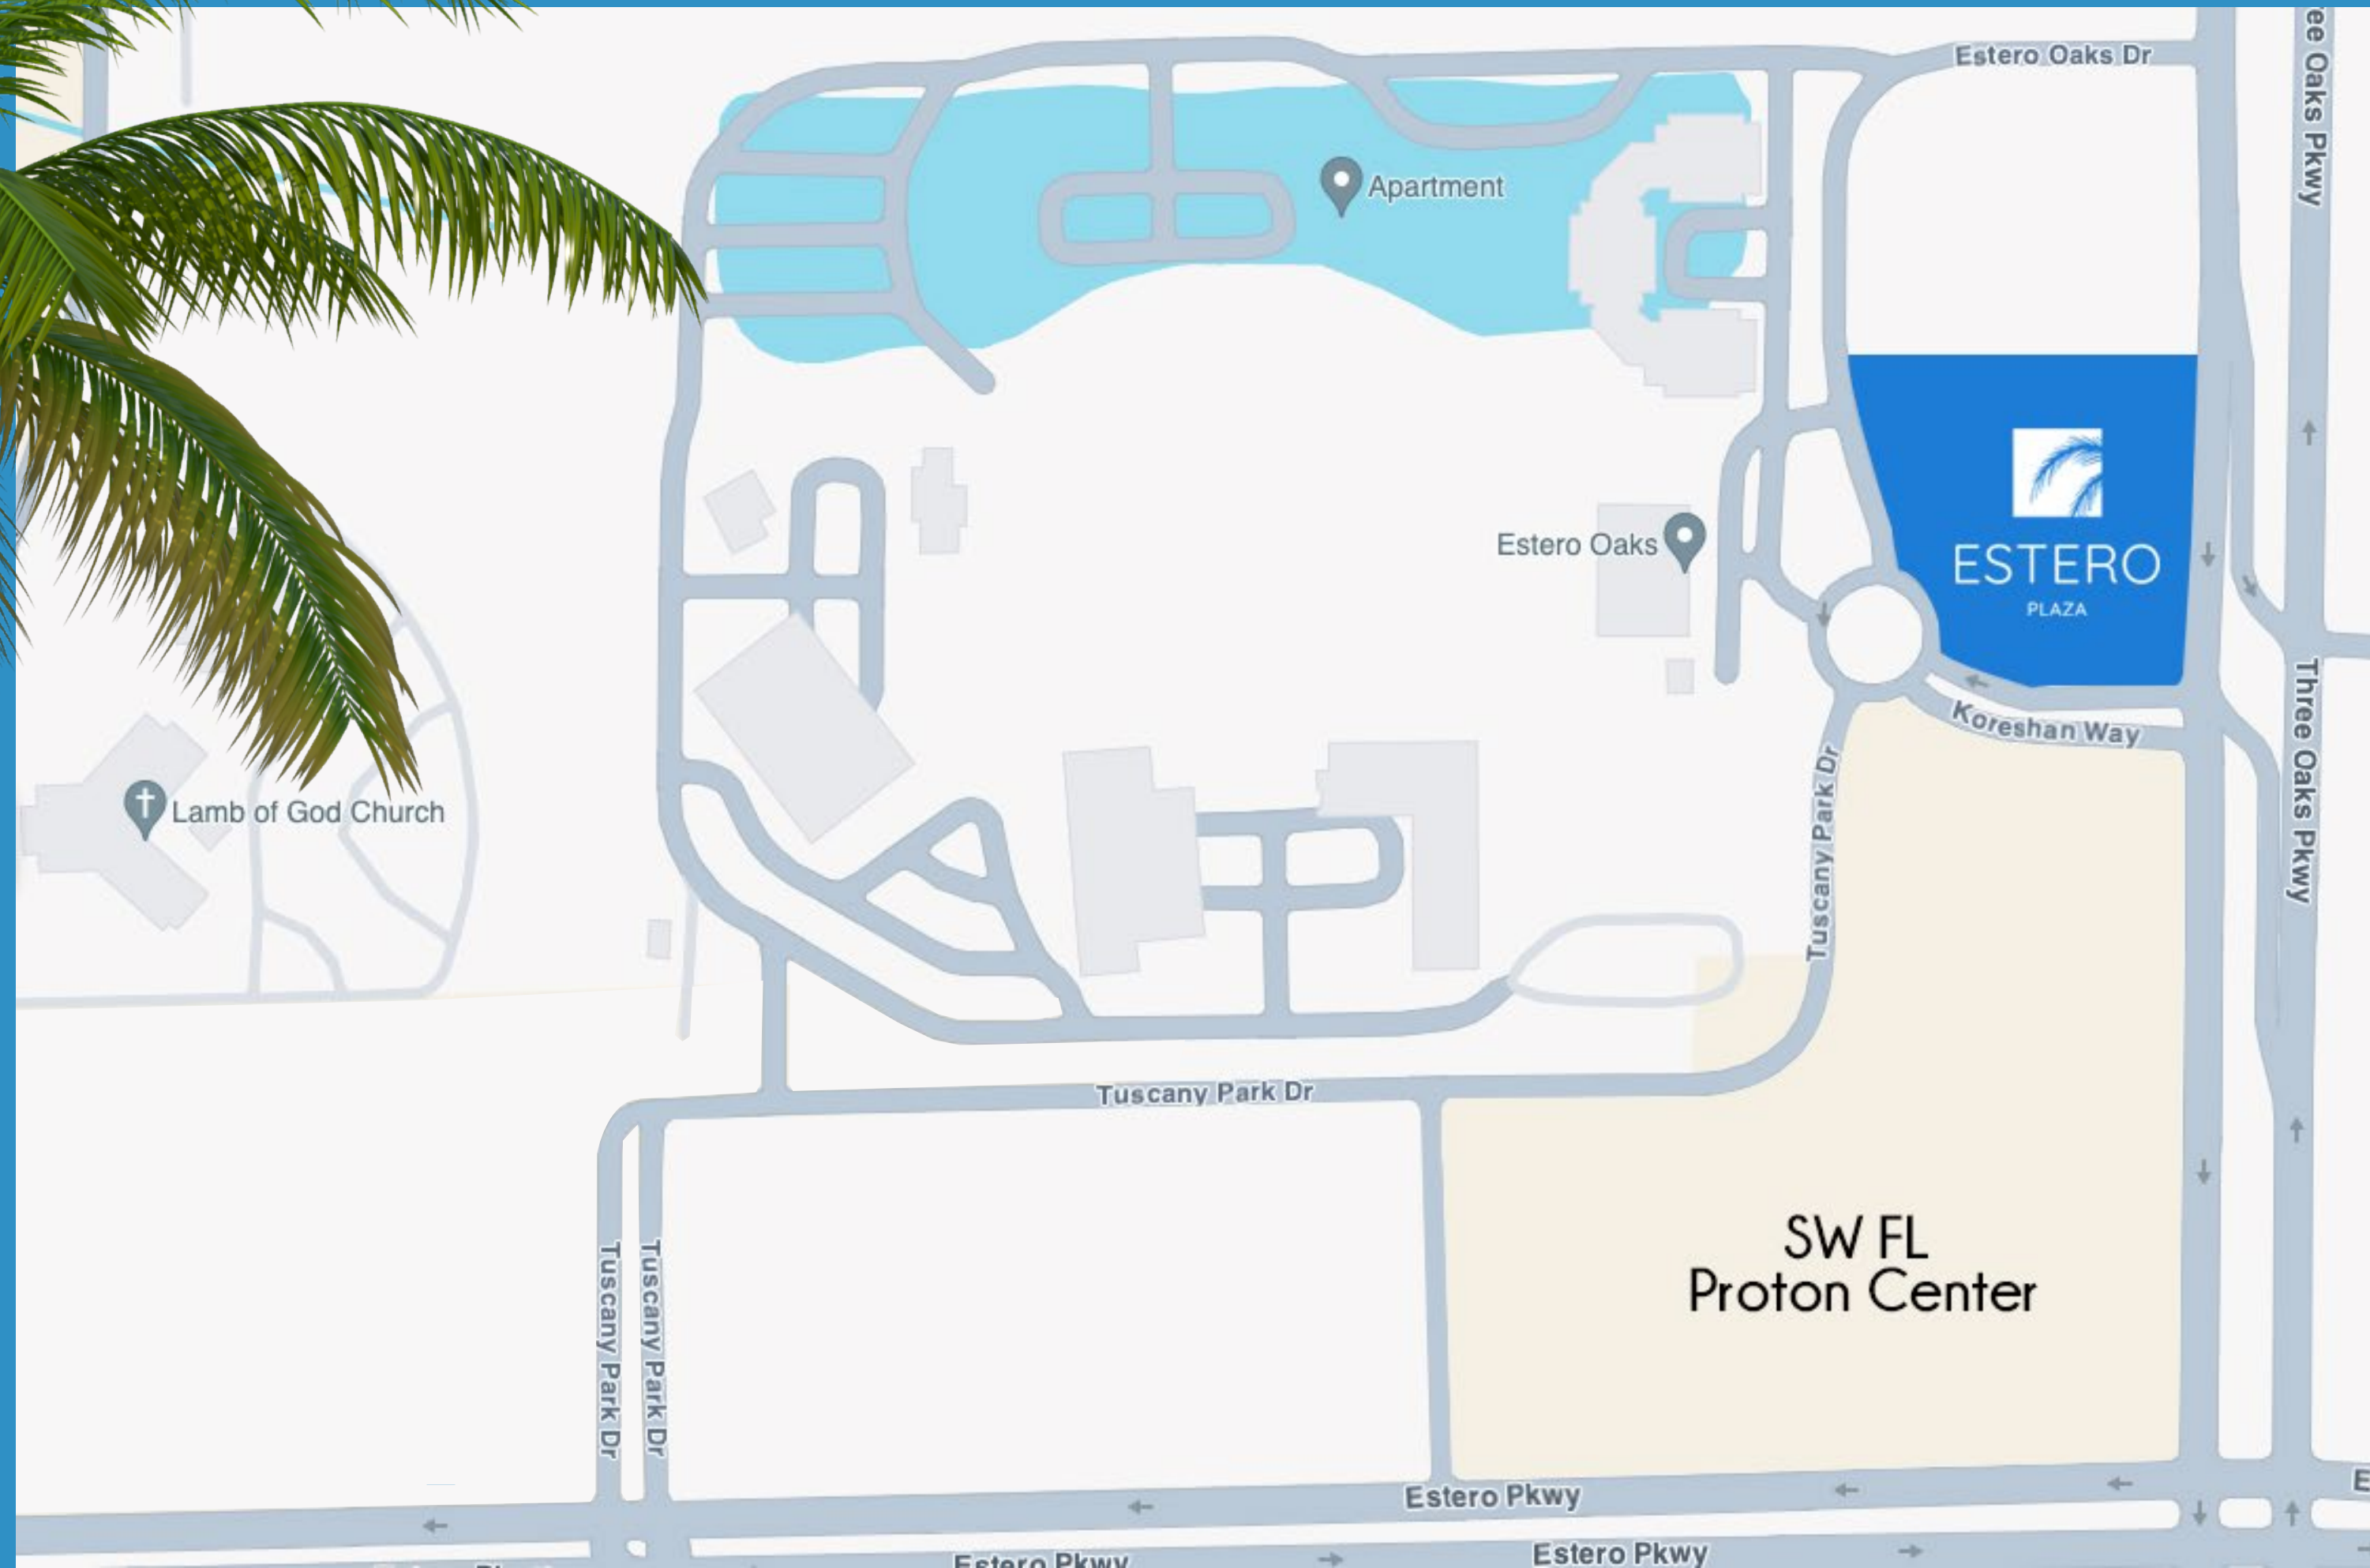 Estero Oaks Dr
ee Oaks Pkwy
Apartment
Estero Oaks
ESTERO
PLAZA
Koreshan Way
Three Oaks Pkwy
Tuscany Park Dr
Lamb of God Church
Tuscany Park Dr
SW FL
Proton Center
Tuscany Park Dr
Tuscany Park Dr
Estero Pkwy
E
Estero Pkwy
Estero Pkwy